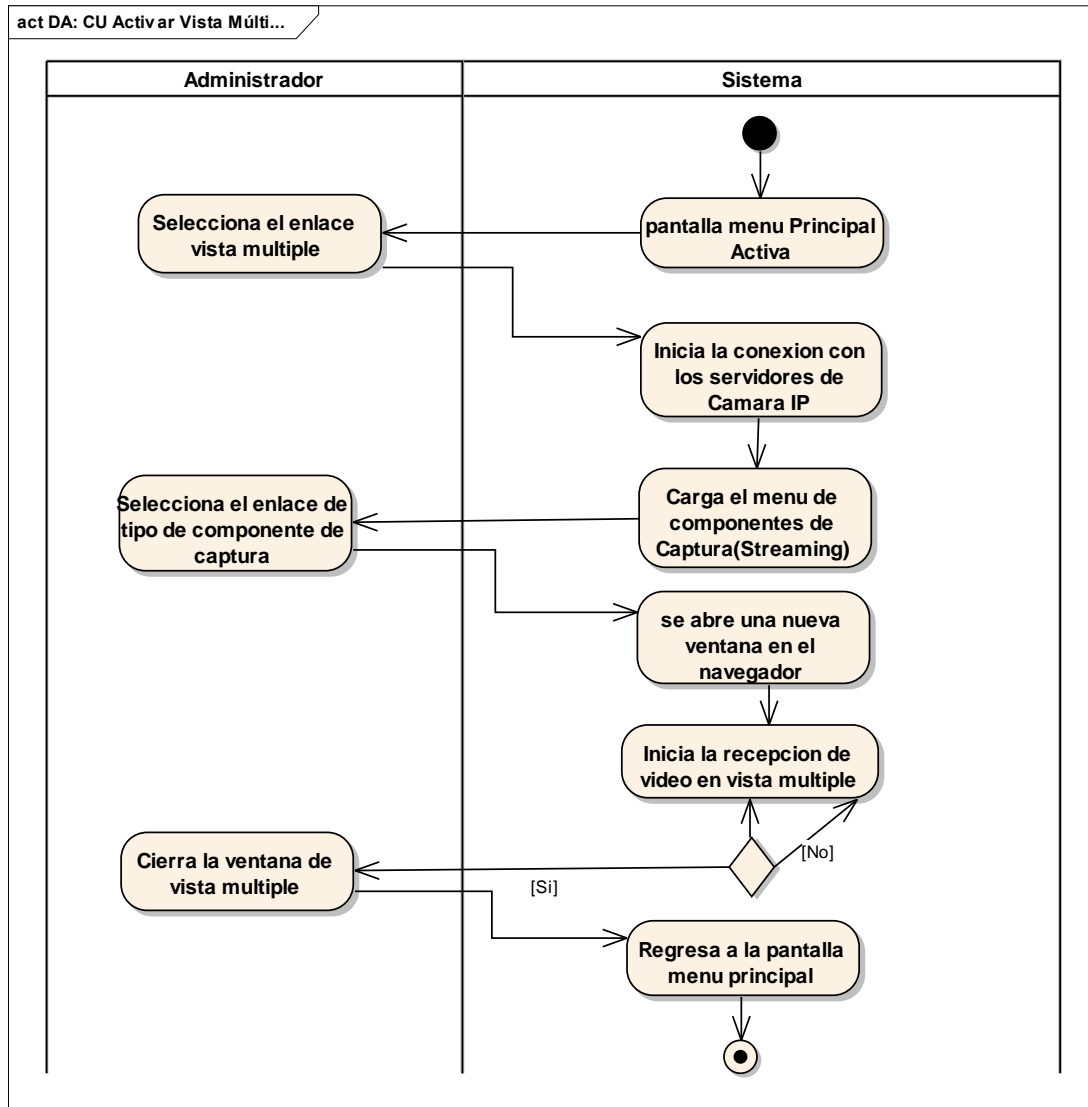 act DA: CU Activar Vista Múlti...
Administrador
Sistema
pantalla menu Principal
Activa
Selecciona el enlace
vista multiple
Inicia la conexion con
los servidores de
Camara IP
Carga el menu de
componentes de
Captura(Streaming)
Selecciona el enlace de
tipo de componente de
captura
se abre una nueva
ventana en el
navegador
Inicia la recepcion de
video en vista multiple
[No]
[Si]
Cierra la ventana de
vista multiple
Regresa a la pantalla
menu principal